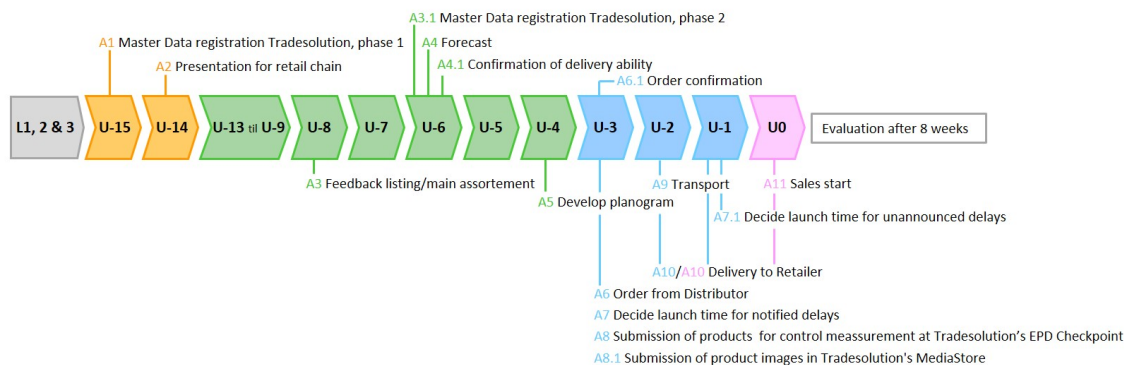 A3.1 Master Data registration Tradesolution, phase 2
A1 Master Data registration Tradesolution, phase 1
A4 Forecast
A2 Presentation for retail chain
A4.1 Confirmation of delivery ability
A6.1 Order confirmation
L1, 2 & 3
U-15
U-14
U-13 til U-9
U-8
U-7
U-6
U-5
U-4
U-3
U-2
U-1
U0
Evaluation after 8 weeks
A3 Feedback listing/main assortement
A9 Transport
A11 Sales start
A5 Develop planogram
A7.1 Decide launch time for unannounced delays
A10/A10 Delivery to Retailer
A6 Order from Distributor
A7 Decide launch time for notified delays
A8 Submission of products for control meassurement at Tradesolution's EPD Checkpoint
A8.1 Submission of product images in Tradesolution's MediaStore